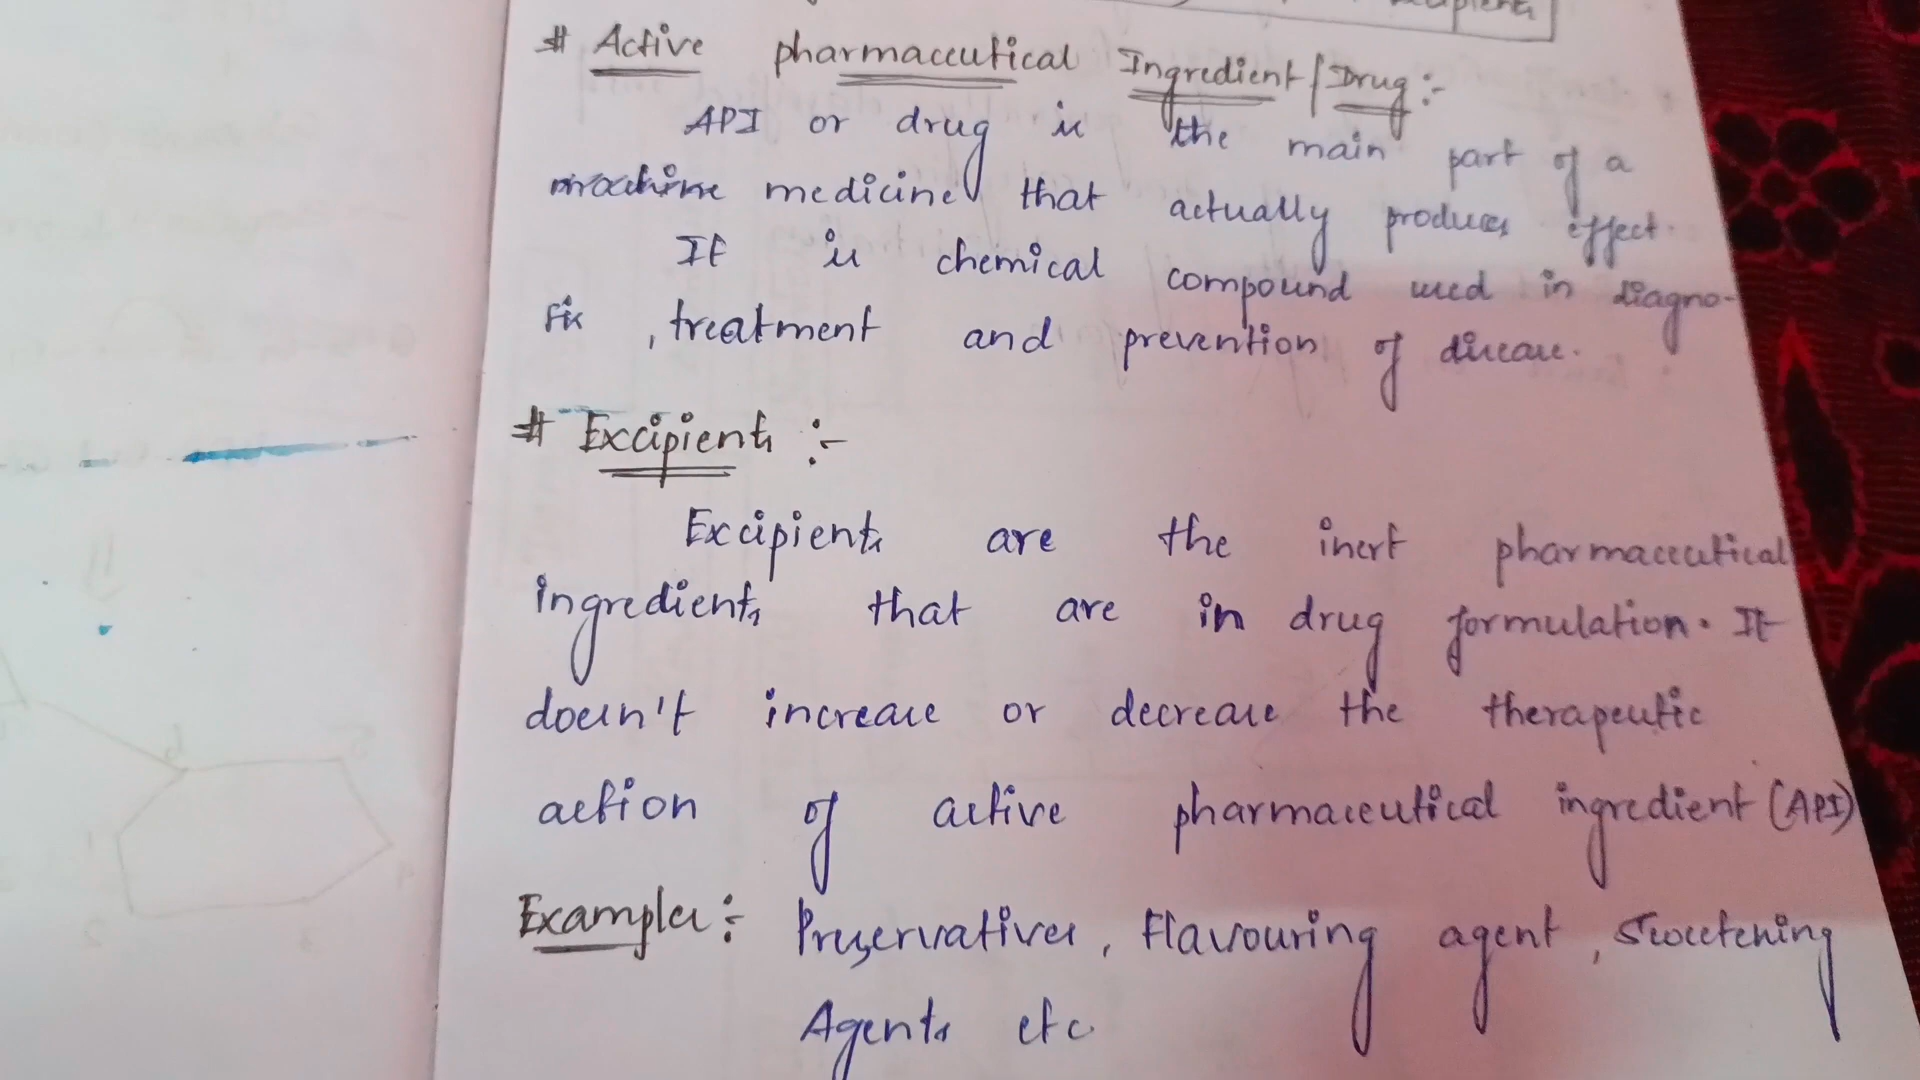 Excipients
# Active pharmaceutical Ingredient/Drug:-
API or drug is the main part of a
medicine that actually produces effect.
It is chemical compound used in diagno-
sis, treatment and prevention of disease.
# Excipients :-
Excipients are the inert pharmaceutical
ingredients that are in drug formulation. It
doesn't increase or decrease the therapeutic
action of active pharmaceutical ingredient (API)
Examples:- Preservatives, Flavouring agent, Sweetening
Agents etc